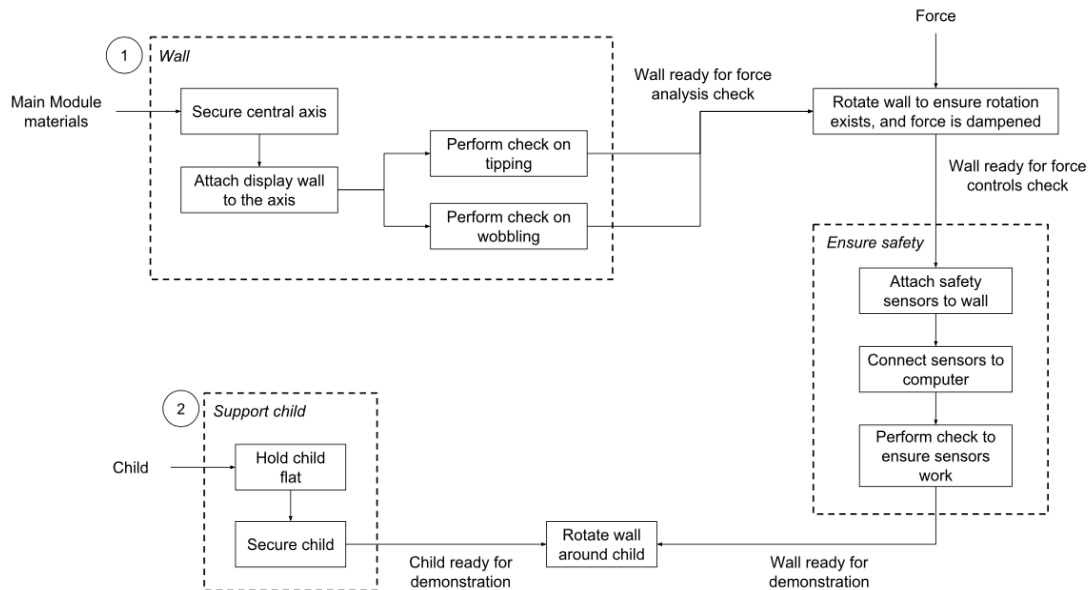 Force
1
Wall
Main Module
materials
Secure central axis
Attach display wall
to the axis
Perform check on
tipping
Perform check on
wobbling
Wall ready for force
analysis check
Rotate wall to ensure rotation
exists, and force is dampened
Wall ready for force
controls check
Ensure safety
Attach safety
sensors to wall
Connect sensors to
computer
Perform check to
ensure sensors
work
2
Support child
Child
Hold child
flat
Secure child
Child ready for
demonstration
Rotate wall
around child
Wall ready for
demonstration